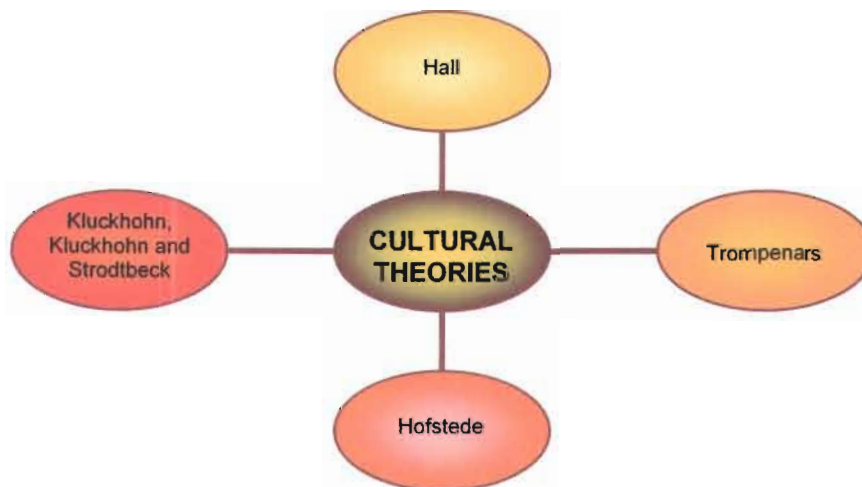 Hall
Kluckhohn,
Kluckhohn and
Strodtbeck
CULTURAL
THEORIES
Trompenars
Hofstede